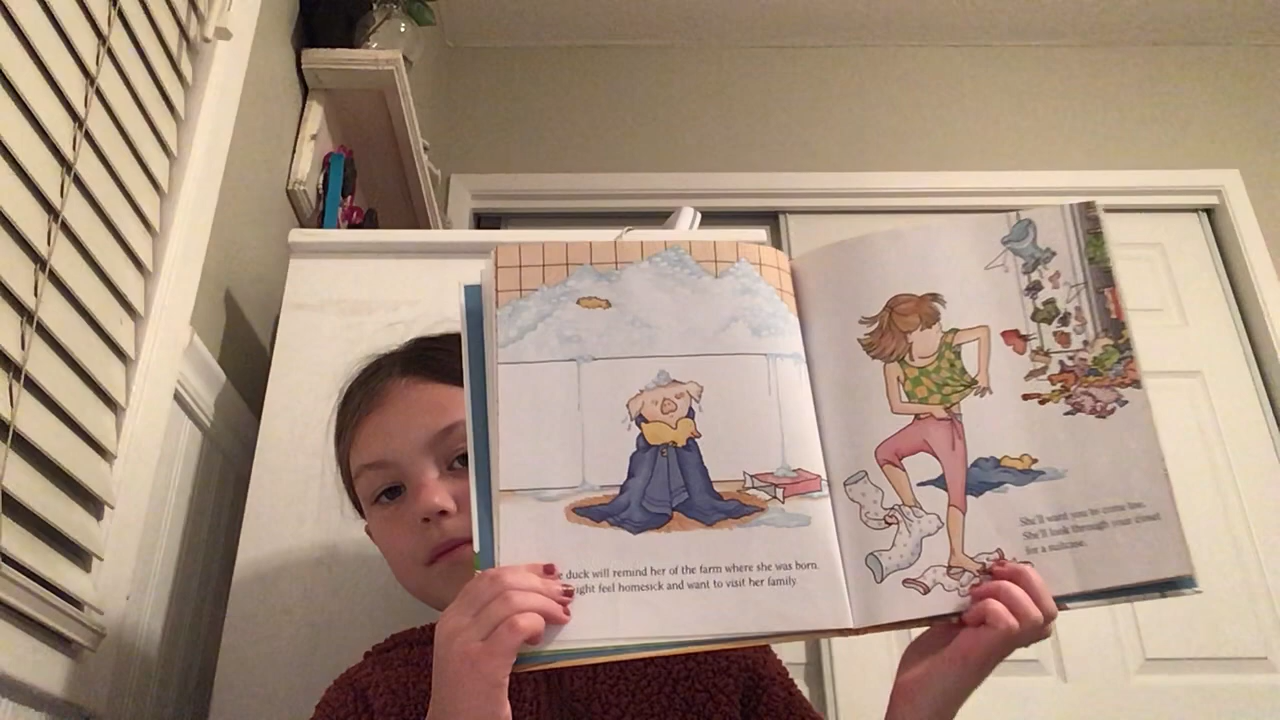 duck will remind her of the farm where she was born.
ight feel homesick and want to visit her family.
She'll want you to come too.
She'll look through your closet
for a suitcase.